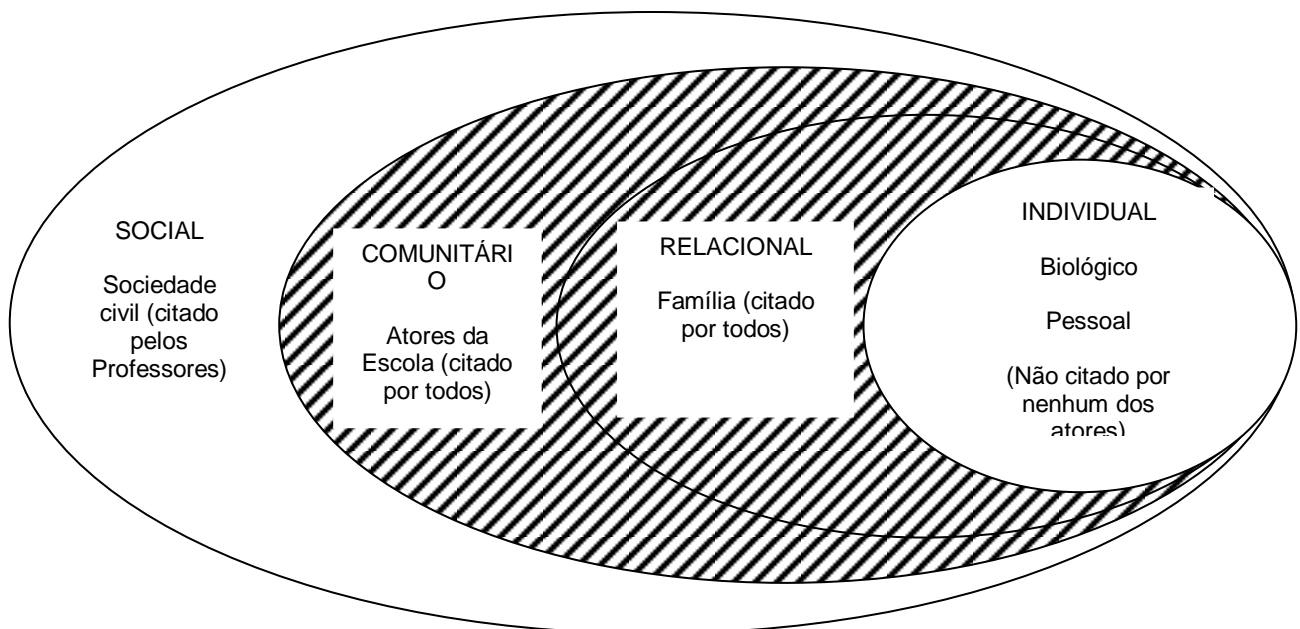 SOCIAL
Sociedade
civil (citado
pelos
Professores)
COMUNITÁRI
O
Atores da
Escola (citado
por todos)
RELACIONAL
Família (citado
por todos)
INDIVIDUAL
Biológico
Pessoal
(Não citado por
nenhum dos
atores)